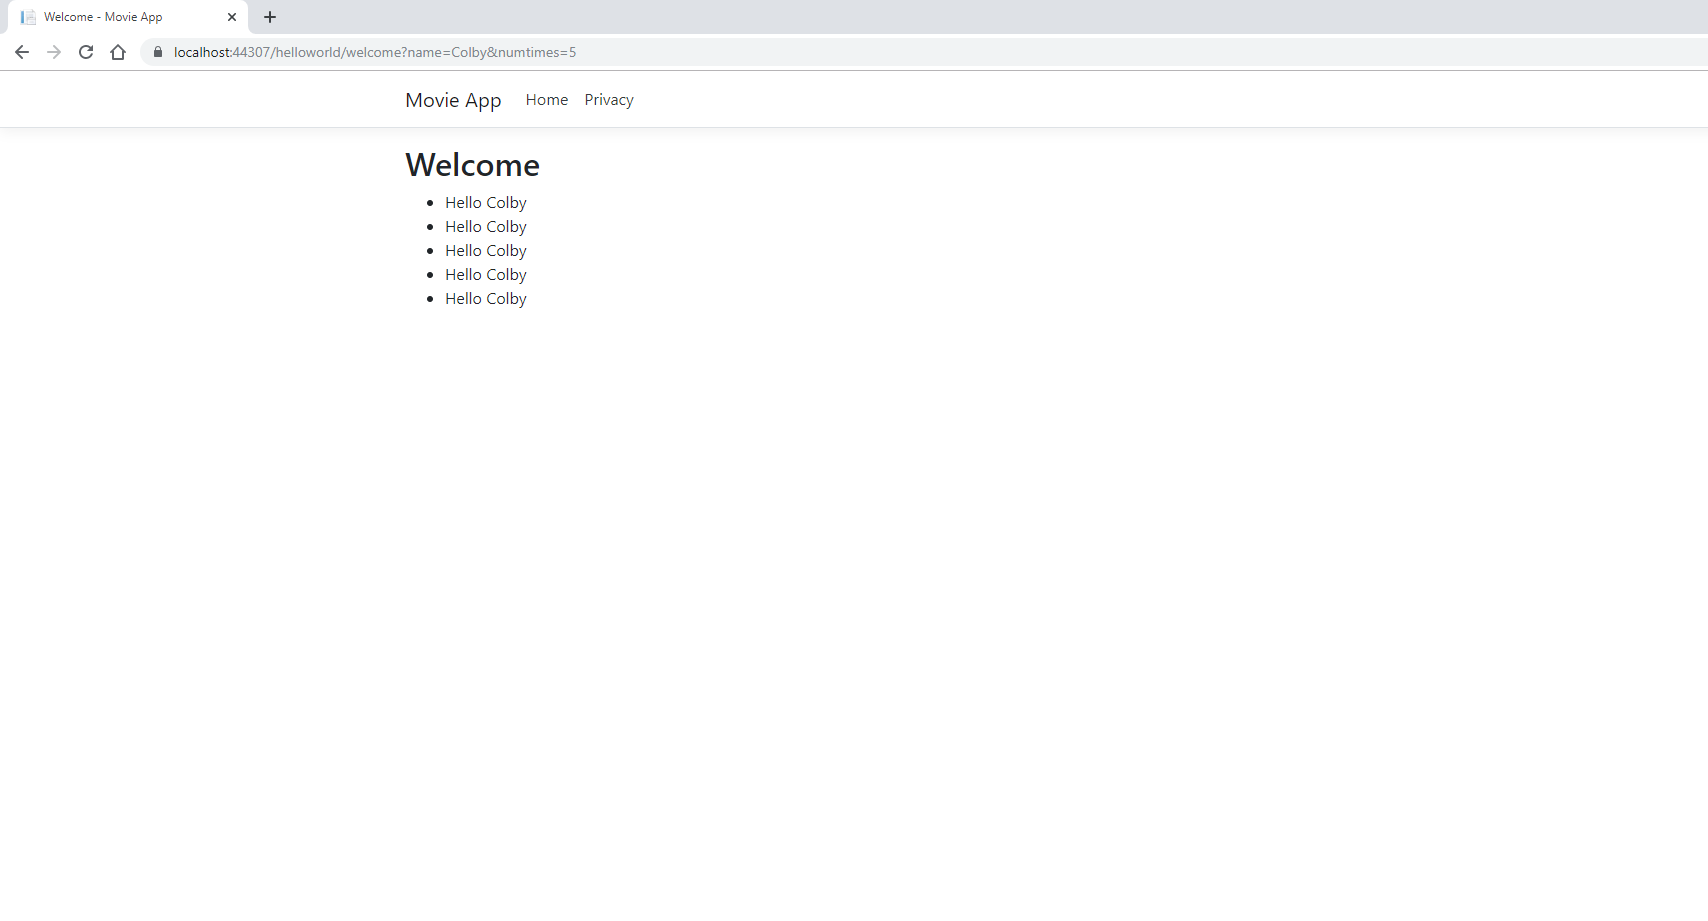 Welcome - Movie App
localhost:44307/helloworld/welcome?name=Colby&numtimes=5
Movie App Home Privacy
Welcome
Hello Colby
Hello Colby
Hello Colby
Hello Colby
Hello Colby